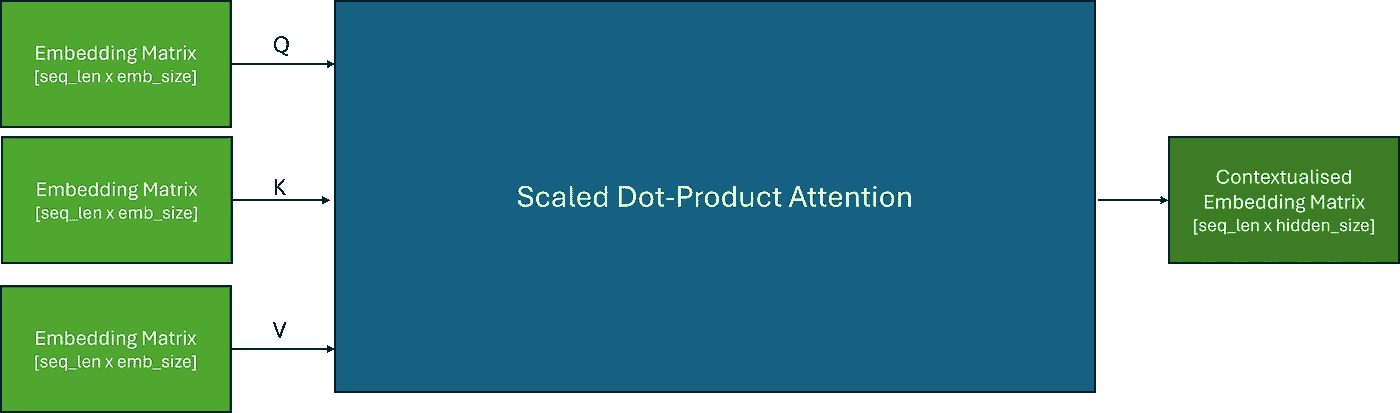 Embedding Matrix
[seq_len x emb_size]
Q
Embedding Matrix
[seq_len x emb_size]
K
Embedding Matrix
[seq_len x emb_size]
V
Scaled Dot-Product Attention
Contextualised
Embedding Matrix
[seq_len x hidden_size]